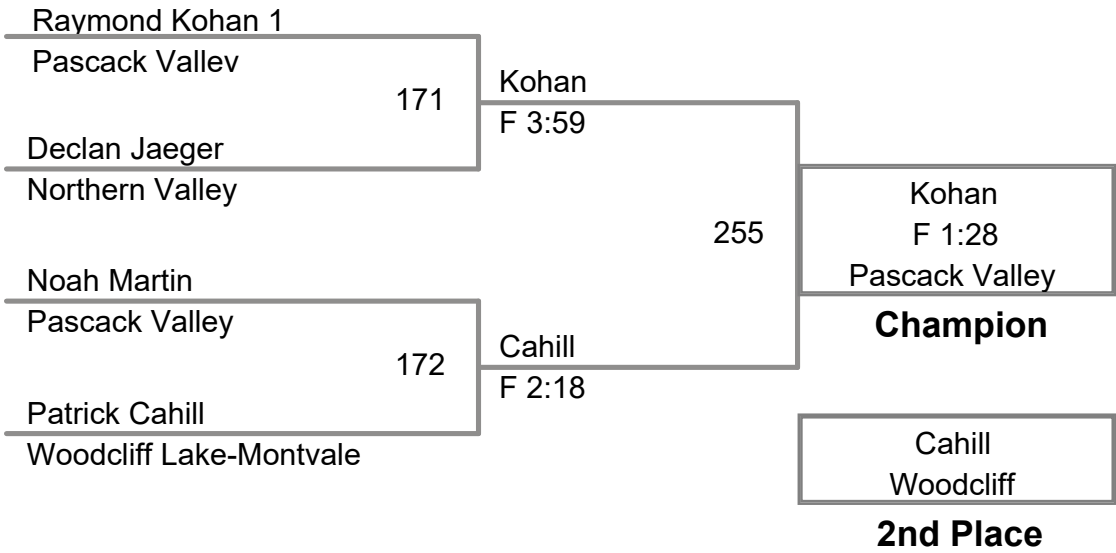 Raymond Kohan 1
Pascack Vallev
171
Kohan
F 3:59
Declan Jaeger
Northern Valley
255
Kohan
F 1:28
Pascack Valley
Champion
Noah Martin
Pascack Valley
172
Cahill
F 2:18
Patrick Cahill
Woodcliff Lake-Montvale
Cahill
Woodcliff
2nd Place